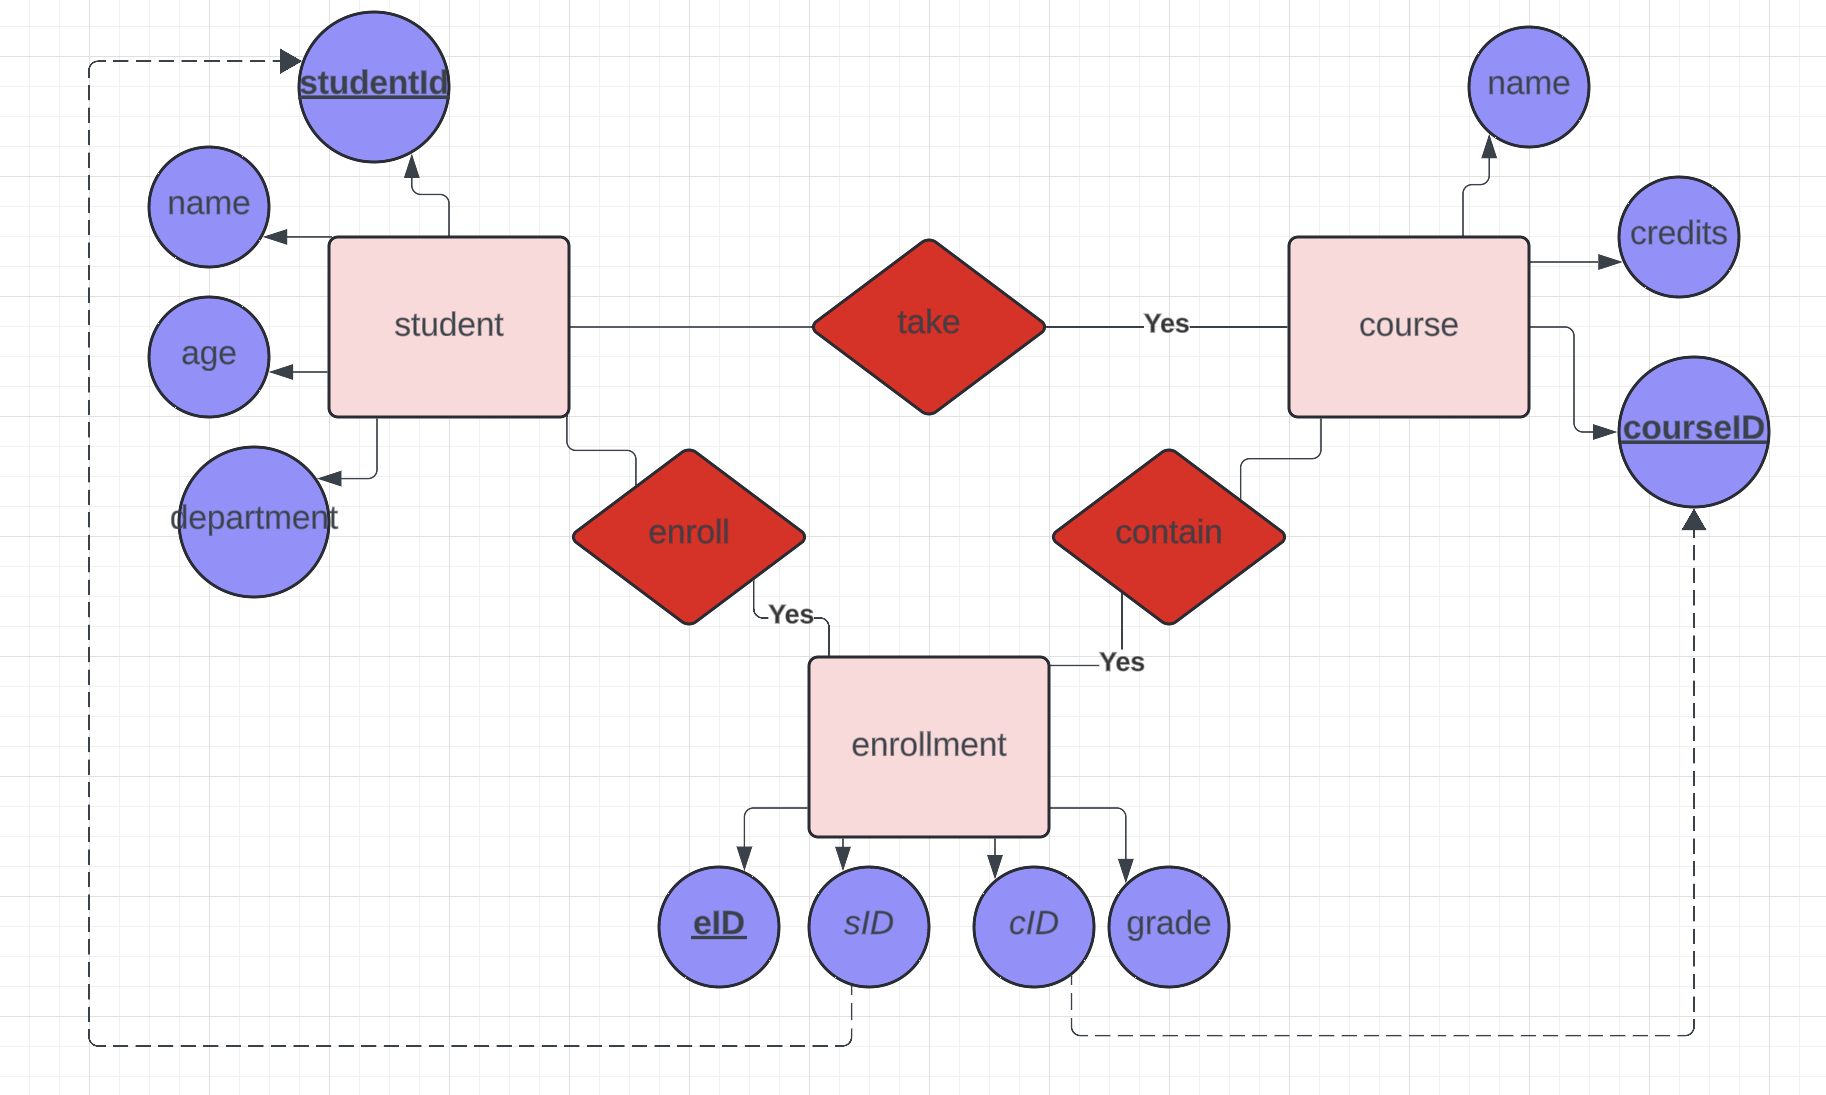 studentId
name
name
credits
age
student
take
Yes
course
courseID
department
enroll
contain
Yes
Yes
enrollment
eID
sID
cID
grade